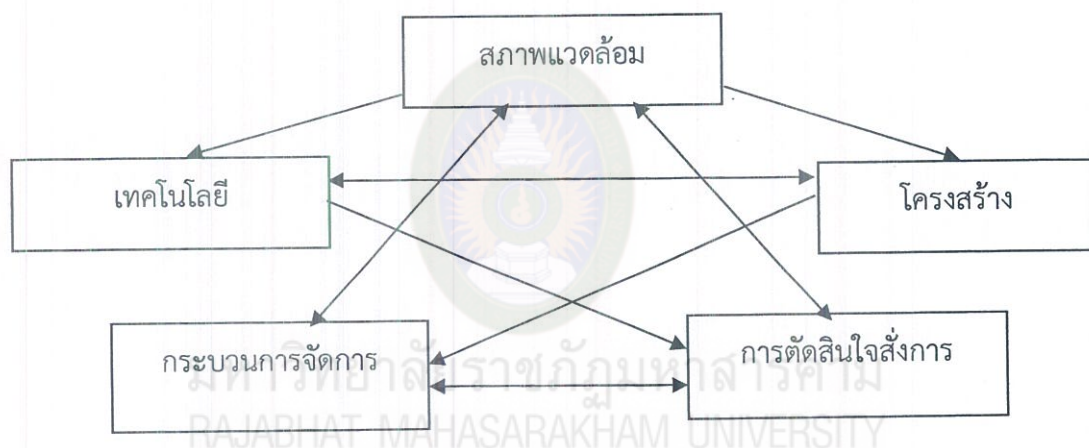 สภาพแวดล้อม
เทคโนโลยี
โครงสร้าง
กระบวนการจัดการ
การตัดสินใจสั่งการ
มหาวิทยาลัยราชภัฏมหาสารคาม
RAJABHAT MAHASARAKHAM UNIVERSITY